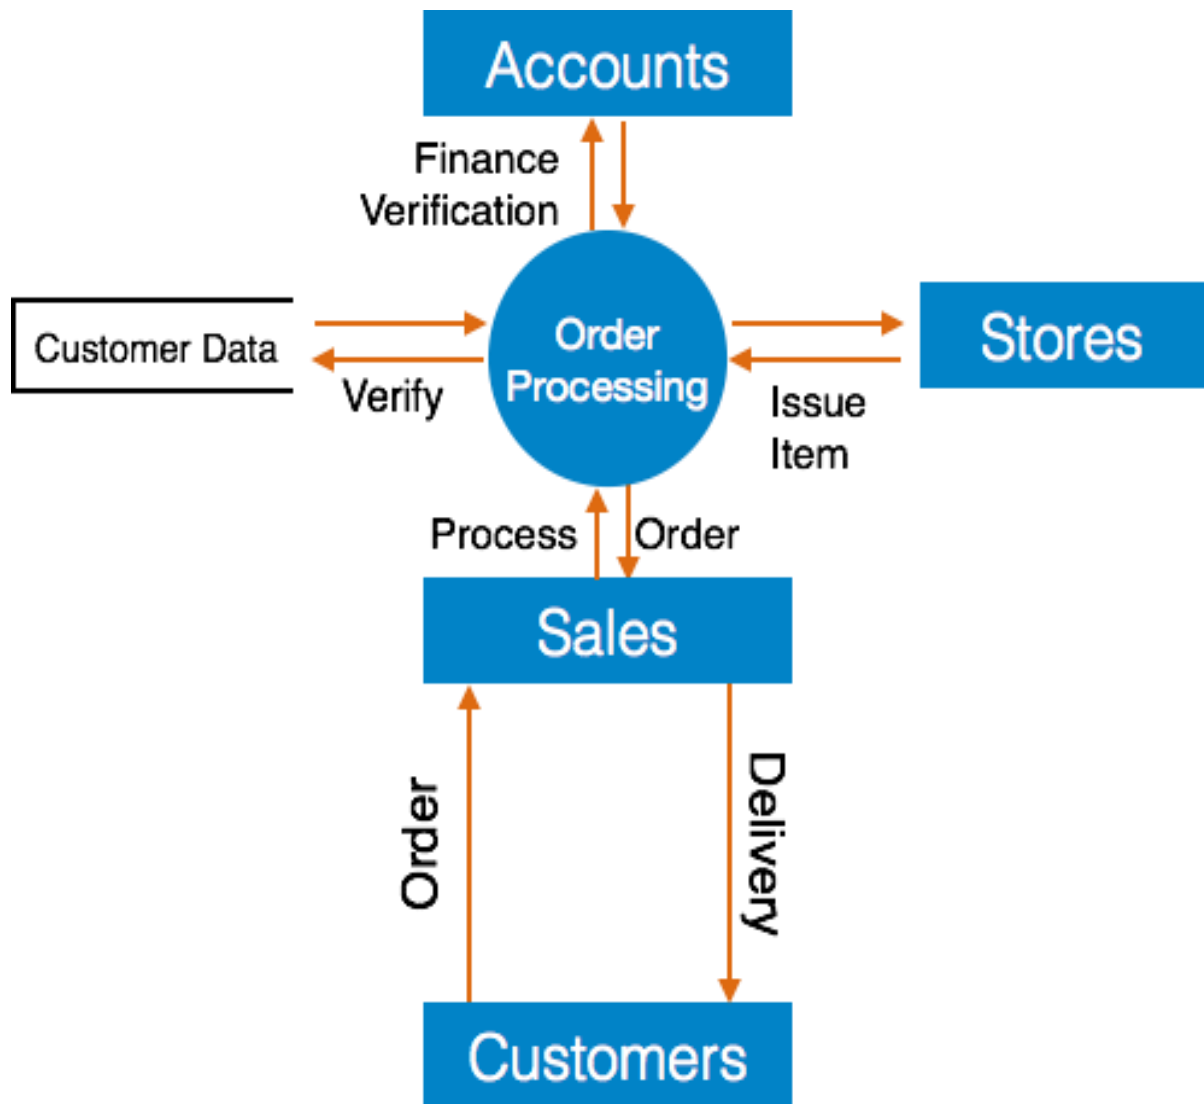 Accounts
Finance
Verification
Customer Data
Verify
Order
Processing
Stores
Issue
Item
Process
Order
Sales
Order
Delivery
Customers